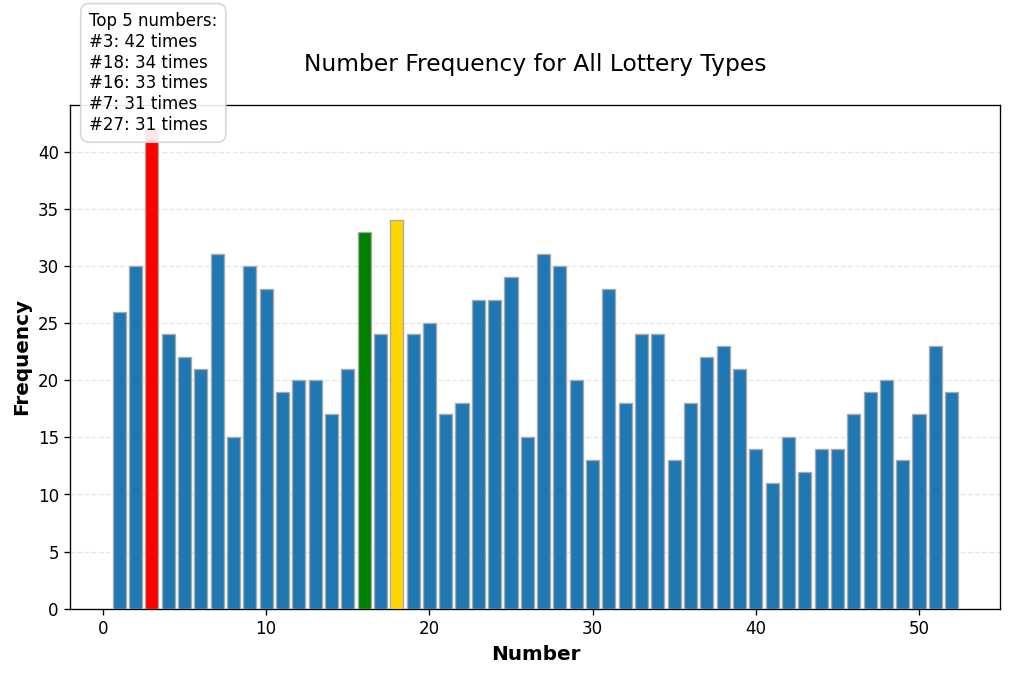 Top 5 numbers:
#3: 42 times
#18: 34 times
#16: 33 times
#7: 31 times
#27: 31 times
Number Frequency for All Lottery Types
Frequency
40
35
30
25
20
15
10
5
0
0 10 20 30 40 50
Number